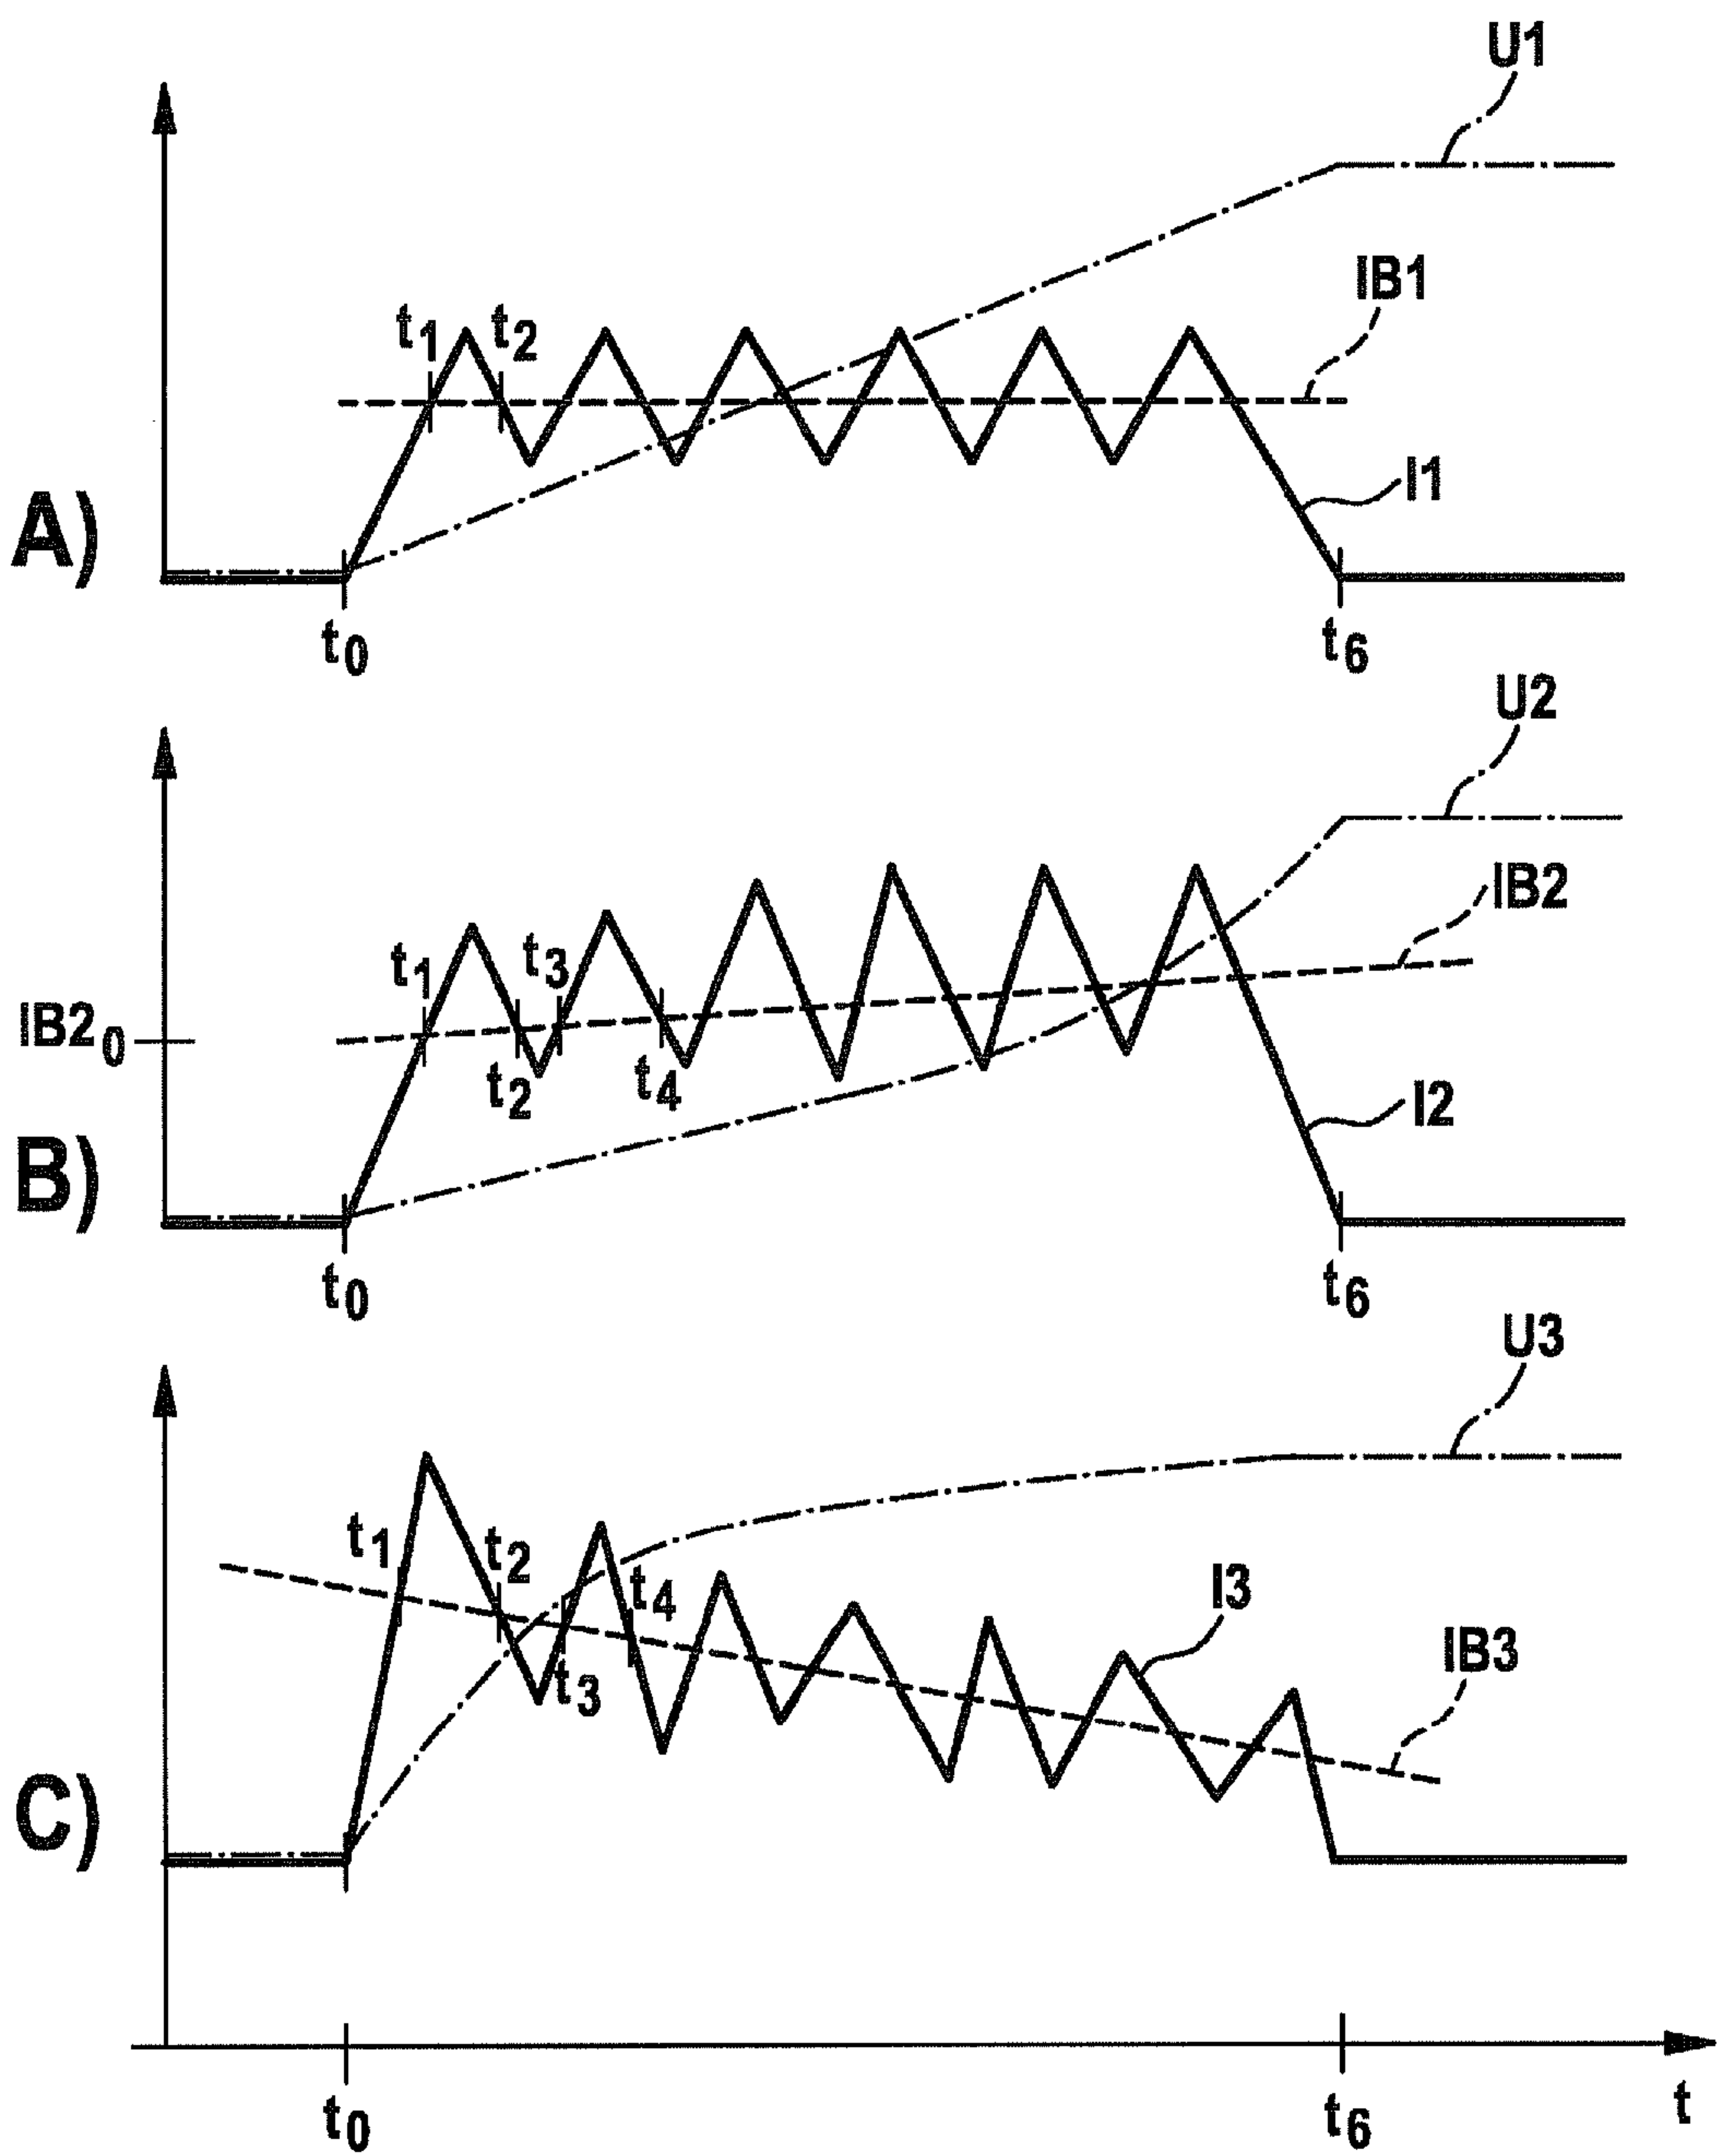 U1
IB1
t1 t2
I1
A)
t0 t6
U2
IB2
t1 t3
IB20
t2 t4
I2
B)
t0 t6
U3
t1 t2 t4
I3
t3
IB3
C)
t0 t6 t